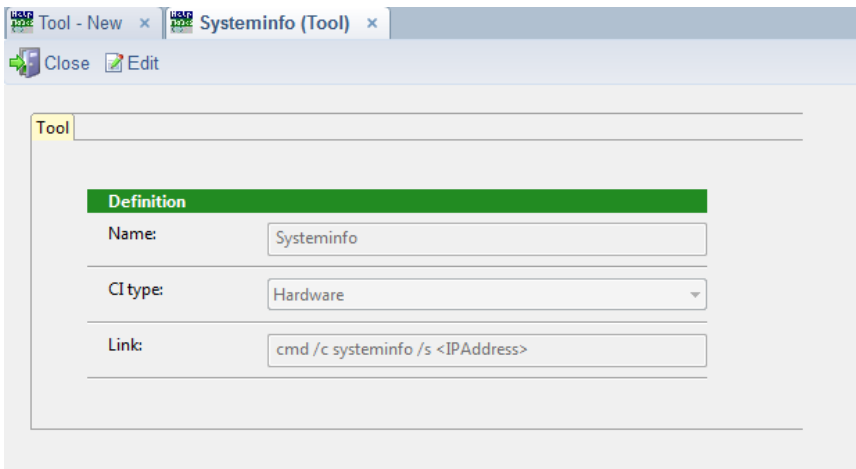 Tool - New × Systeminfo (Tool) ×
Close Edit
Tool
Definition
Name: Systeminfo
CI type: Hardware
Link: cmd /c systeminfo /s <IPAddress>